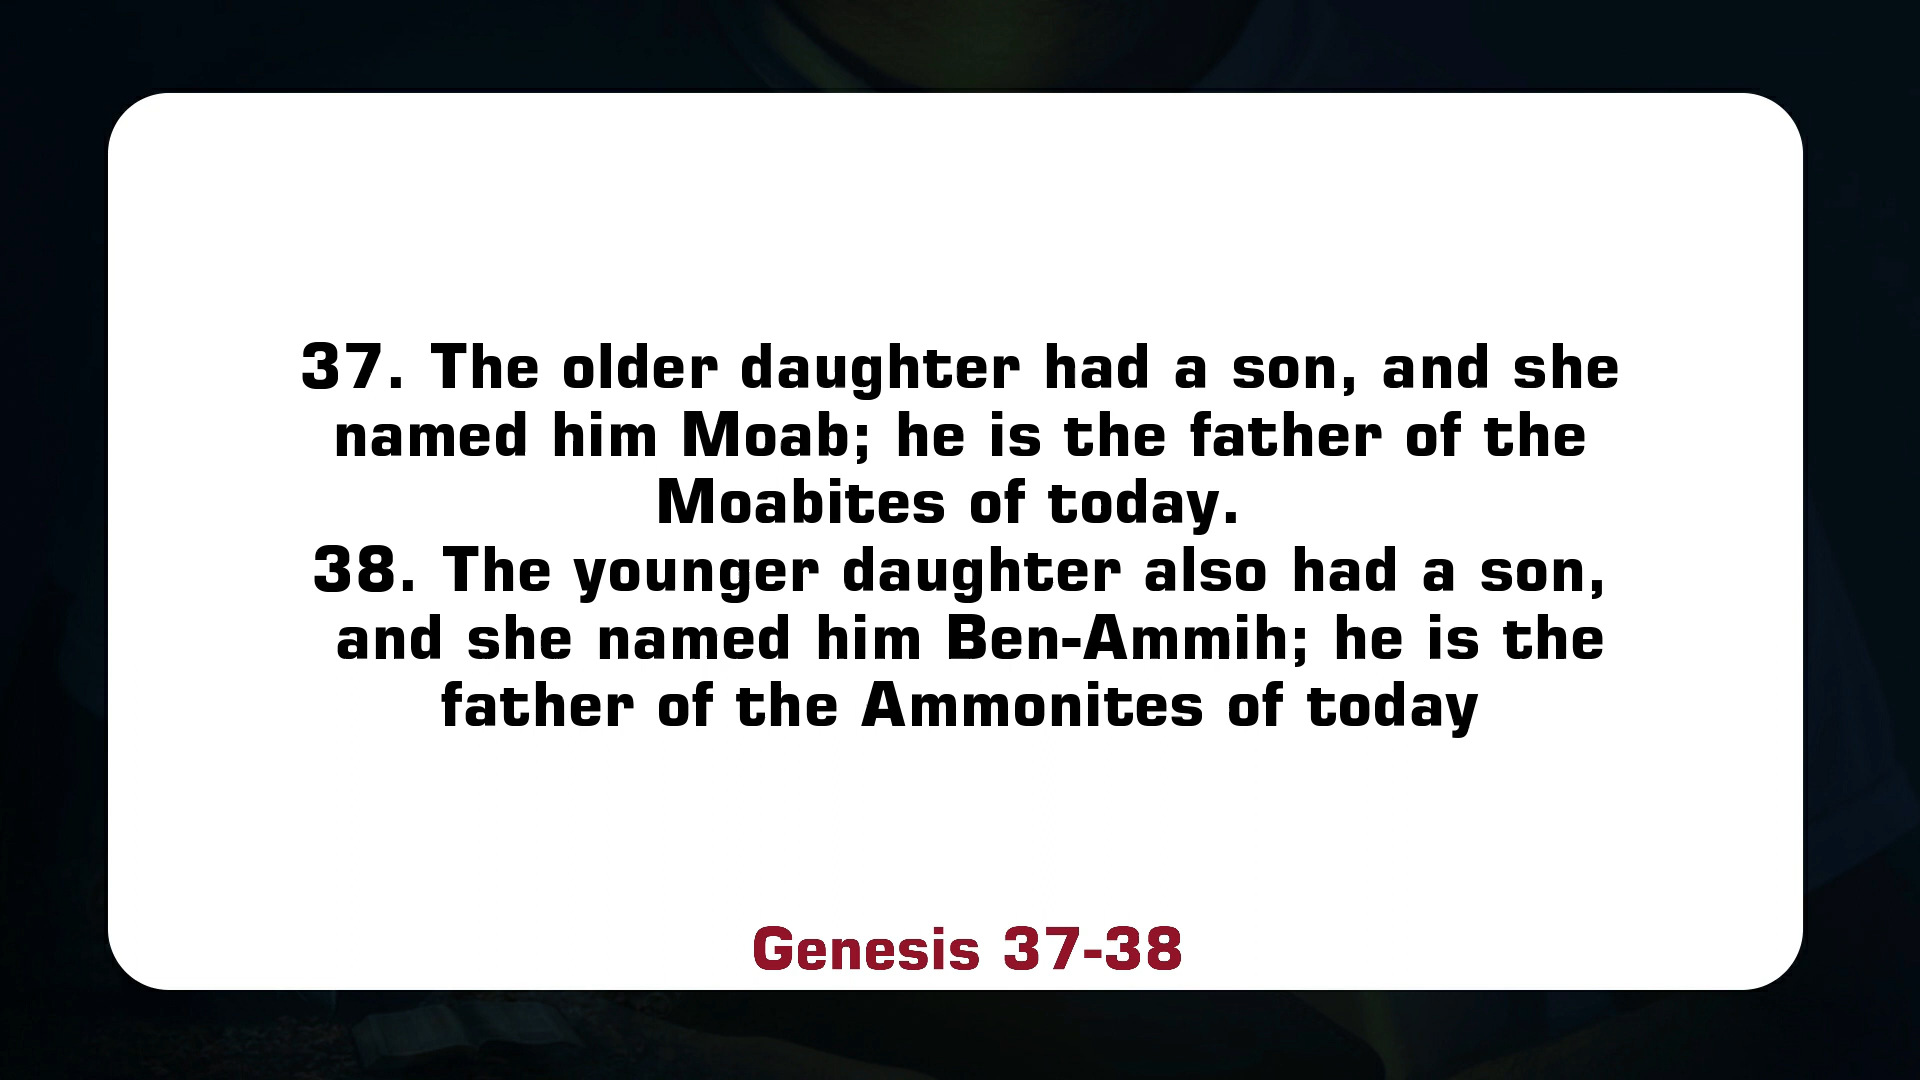 37. The older daughter had a son, and she
named him Moab; he is the father of the
Moabites of today.
38. The younger daughter also had a son,
and she named him Ben-Ammih; he is the
father of the Ammonites of today
Genesis 37-38